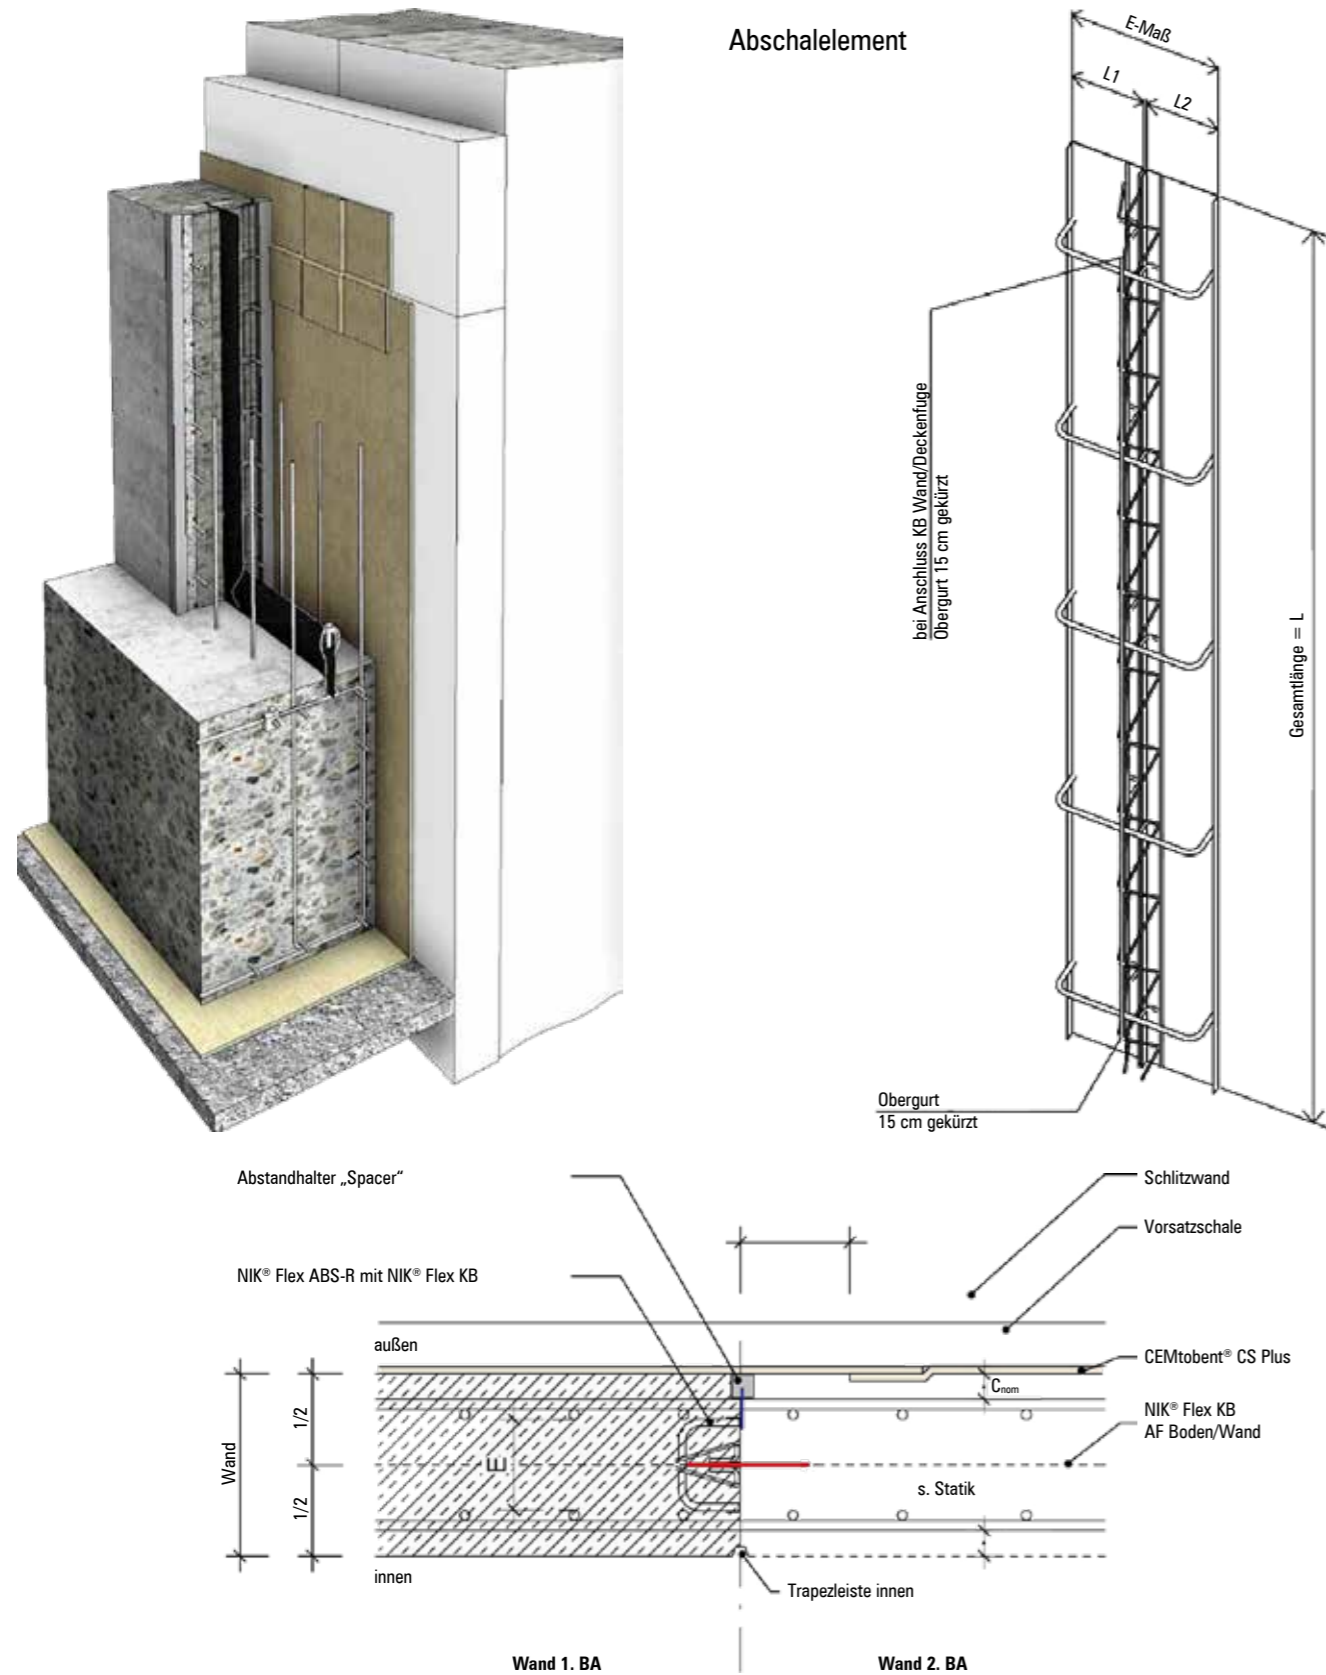 Abschalelement
E-Maß
L1
L2
bei Anschluss KB Wand/Deckenfuge
Obergurt 15 cm gekürzt
Gesamtlänge = L
Obergurt
15 cm gekürzt
Abstandhalter „Spacer“
Schlitzwand
Vorsatzschale
NIK® Flex ABS-R mit NIK® Flex KB
außen
CEMtobent® CS Plus
Cnom
NIK® Flex KB
AF Boden/Wand
1/2
Wand
E
s. Statik
1/2
innen
Trapezleiste innen
Wand 1. BA
Wand 2. BA